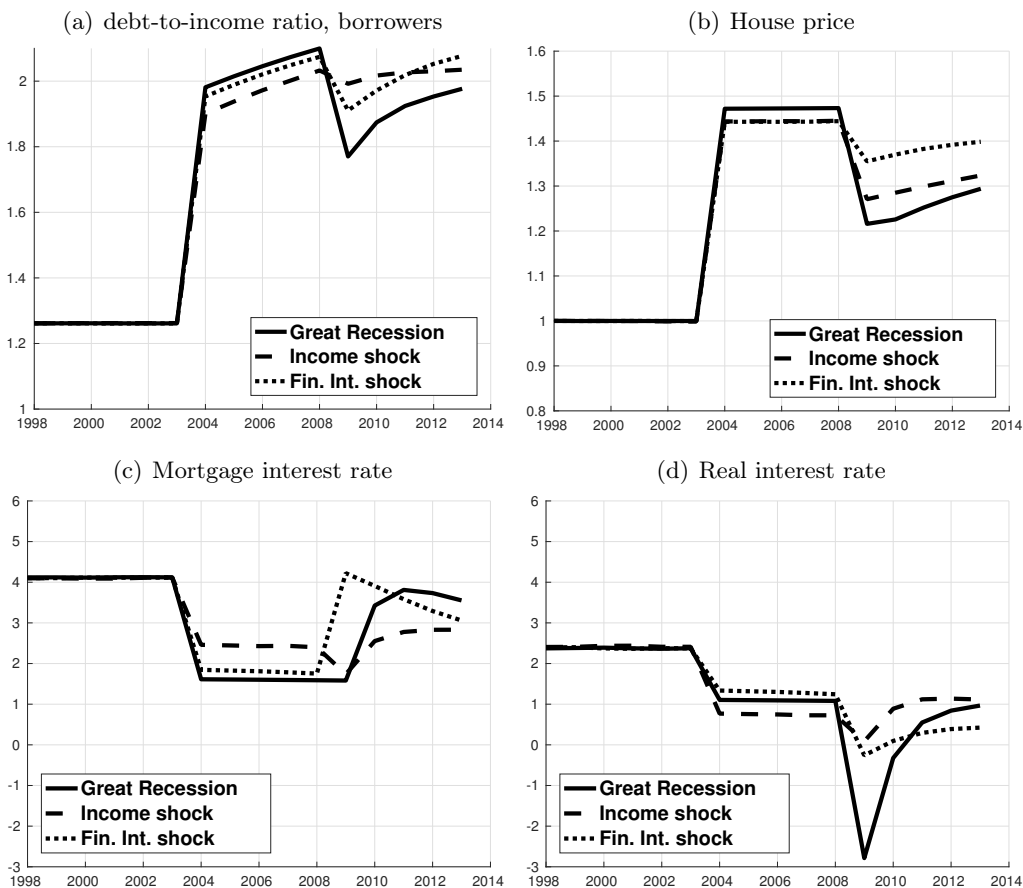 (a) debt-to-income ratio, borrowers
2
1.8
1.6
1.4
1.2
1
1998 2000 2002 2004 2006 2008 2010 2012 2014
Great Recession
Income shock
Fin. Int. shock
(b) House price
1.6
1.5
1.4
1.3
1.2
1.1
1
0.9
0.8
1998 2000 2002 2004 2006 2008 2010 2012 2014
Great Recession
Income shock
Fin. Int. shock
(c) Mortgage interest rate
6
5
4
3
2
1
0
-1
-2
-3
1998 2000 2002 2004 2006 2008 2010 2012 2014
Great Recession
Income shock
Fin. Int. shock
(d) Real interest rate
6
5
4
3
2
1
0
-1
-2
-3
1998 2000 2002 2004 2006 2008 2010 2012 2014
Great Recession
Income shock
Fin. Int. shock